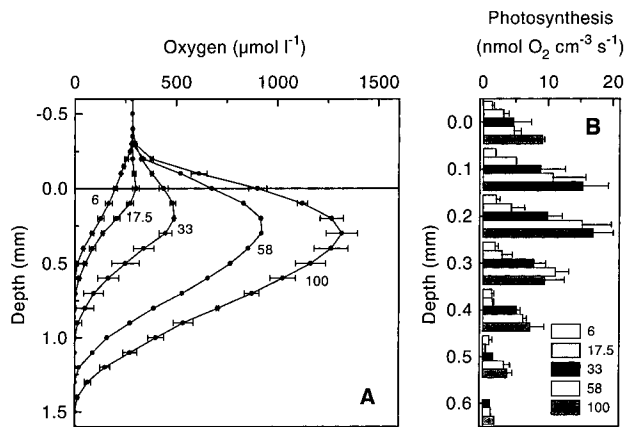 Oxygen (µmol l⁻¹)
0 500 1000 1500
Depth (mm)
-0.5
0.0
0.5
1.0
1.5
6
17.5
33
58
100
A
Photosynthesis
(nmol O₂ cm⁻³ s⁻¹)
0 5 10 15 20
Depth (mm)
0.0
0.1
0.2
0.3
0.4
0.5
0.6
B
6
17.5
33
58
100